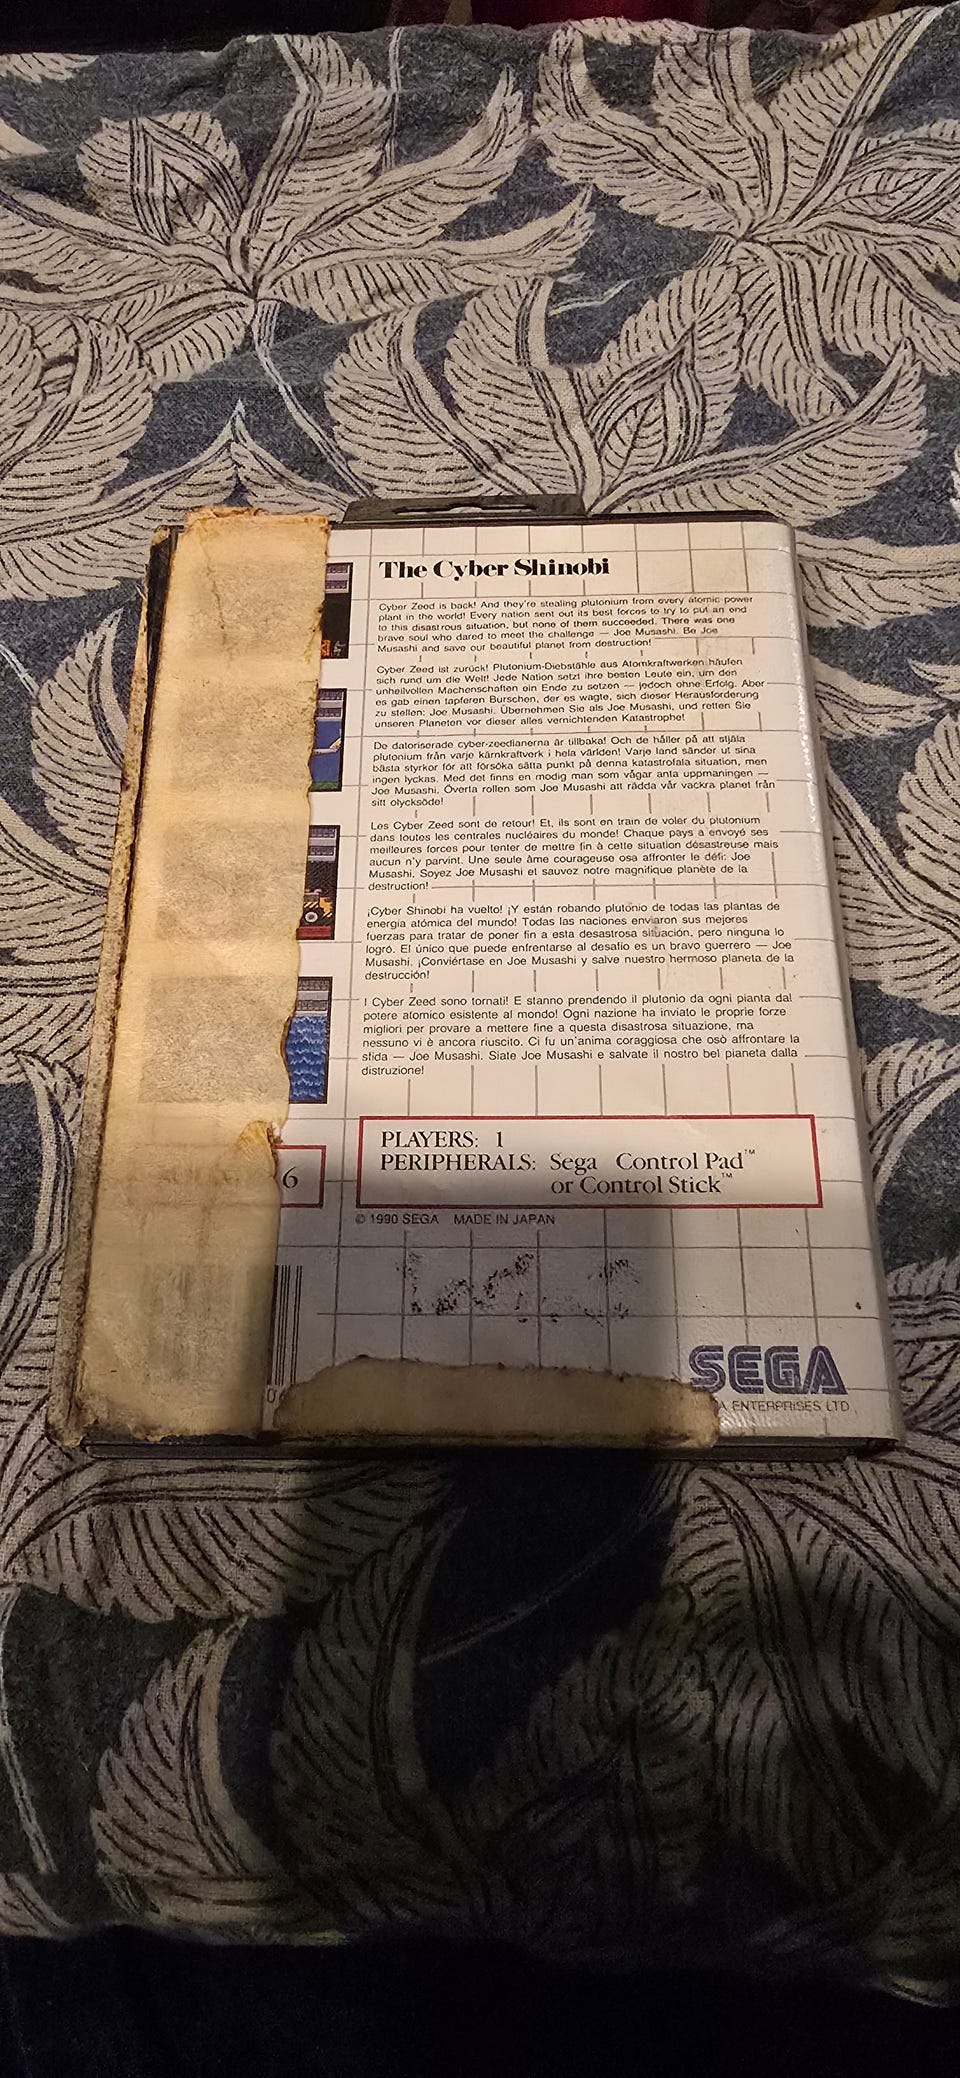 The Cyber Shinobi
Cyber Zeed is back! And they're stealing plutonium from every atomic power
plant in the world! Every nation sent out its best forces to try to put an end
to this disastrous situation, but none of them succeeded. There was one
brave soul who dared to meet the challenge — Joe Musashi. Be Joe
Musashi and save our beautiful planet from destruction!
Cyber Zeed ist zurück! Plutonium-Diebstähle aus Atomkraftwerken häufen
sich rund um die Welt! Jede Nation setzt ihre besten Leute ein, um den
unheilvollen Machenschaften ein Ende zu setzen — jedoch ohne Erfolg. Aber
es gab einen tapferen Burschen, der es wagte, sich dieser Herausforderung
zu stellen: Joe Musashi. Übernehmen Sie als Joe Musashi, und retten Sie
unseren Planeten vor dieser alles vernichtenden Katastrophe!
De datoriserade cyber-zeedianerna är tillbaka! Och de håller på att stjäla
plutonium från varje kärnkraftverk i hela världen! Varje land sänder ut sina
bästa styrkor för att försöka sätta punkt på denna katastrofala situation, men
ingen lyckas. Med det finns en modig man som vågar anta uppmaningen —
Joe Musashi. Överta rollen som Joe Musashi att rädda vår vackra planet från
sitt olycksöde!
Les Cyber Zeed sont de retour! Et, ils sont en train de voler du plutonium
dans toutes les centrales nucléaires du monde! Chaque pays a envoyé ses
meilleures forces pour tenter de mettre fin à cette situation désastreuse mais
aucun n'y parvint. Une seule âme courageuse osa affronter le défi: Joe
Musashi. Soyez Joe Musashi et sauvez notre magnifique planète de la
destruction!
¡Cyber Shinobi ha vuelto! ¡Y están robando plutonio de todas las plantas de
energía atómica del mundo! Todas las naciones enviaron sus mejores
fuerzas para tratar de poner fin a esta desastrosa situación, pero ninguna lo
logró. El único que puede enfrentarse al desafío es un bravo guerrero — Joe
Musashi. ¡Conviértase en Joe Musashi y salve nuestro hermoso planeta de la
destrucción!
I Cyber Zeed sono tornati! E stanno prendendo il plutonio da ogni pianta dal
potere atomico esistente al mondo! Ogni nazione ha inviato le proprie forze
migliori per provare a mettere fine a questa disastrosa situazione, ma
nessuno vi è ancora riuscito. Ci fu un'anima coraggiosa che osò affrontare la
sfida — Joe Musashi. Siate Joe Musashi e salvate il nostro bel pianeta dalla
distruzione!
6
PLAYERS: 1
PERIPHERALS: Sega Control Pad™
or Control Stick™
© 1990 SEGA MADE IN JAPAN
SEGA
ENTERPRISES LTD